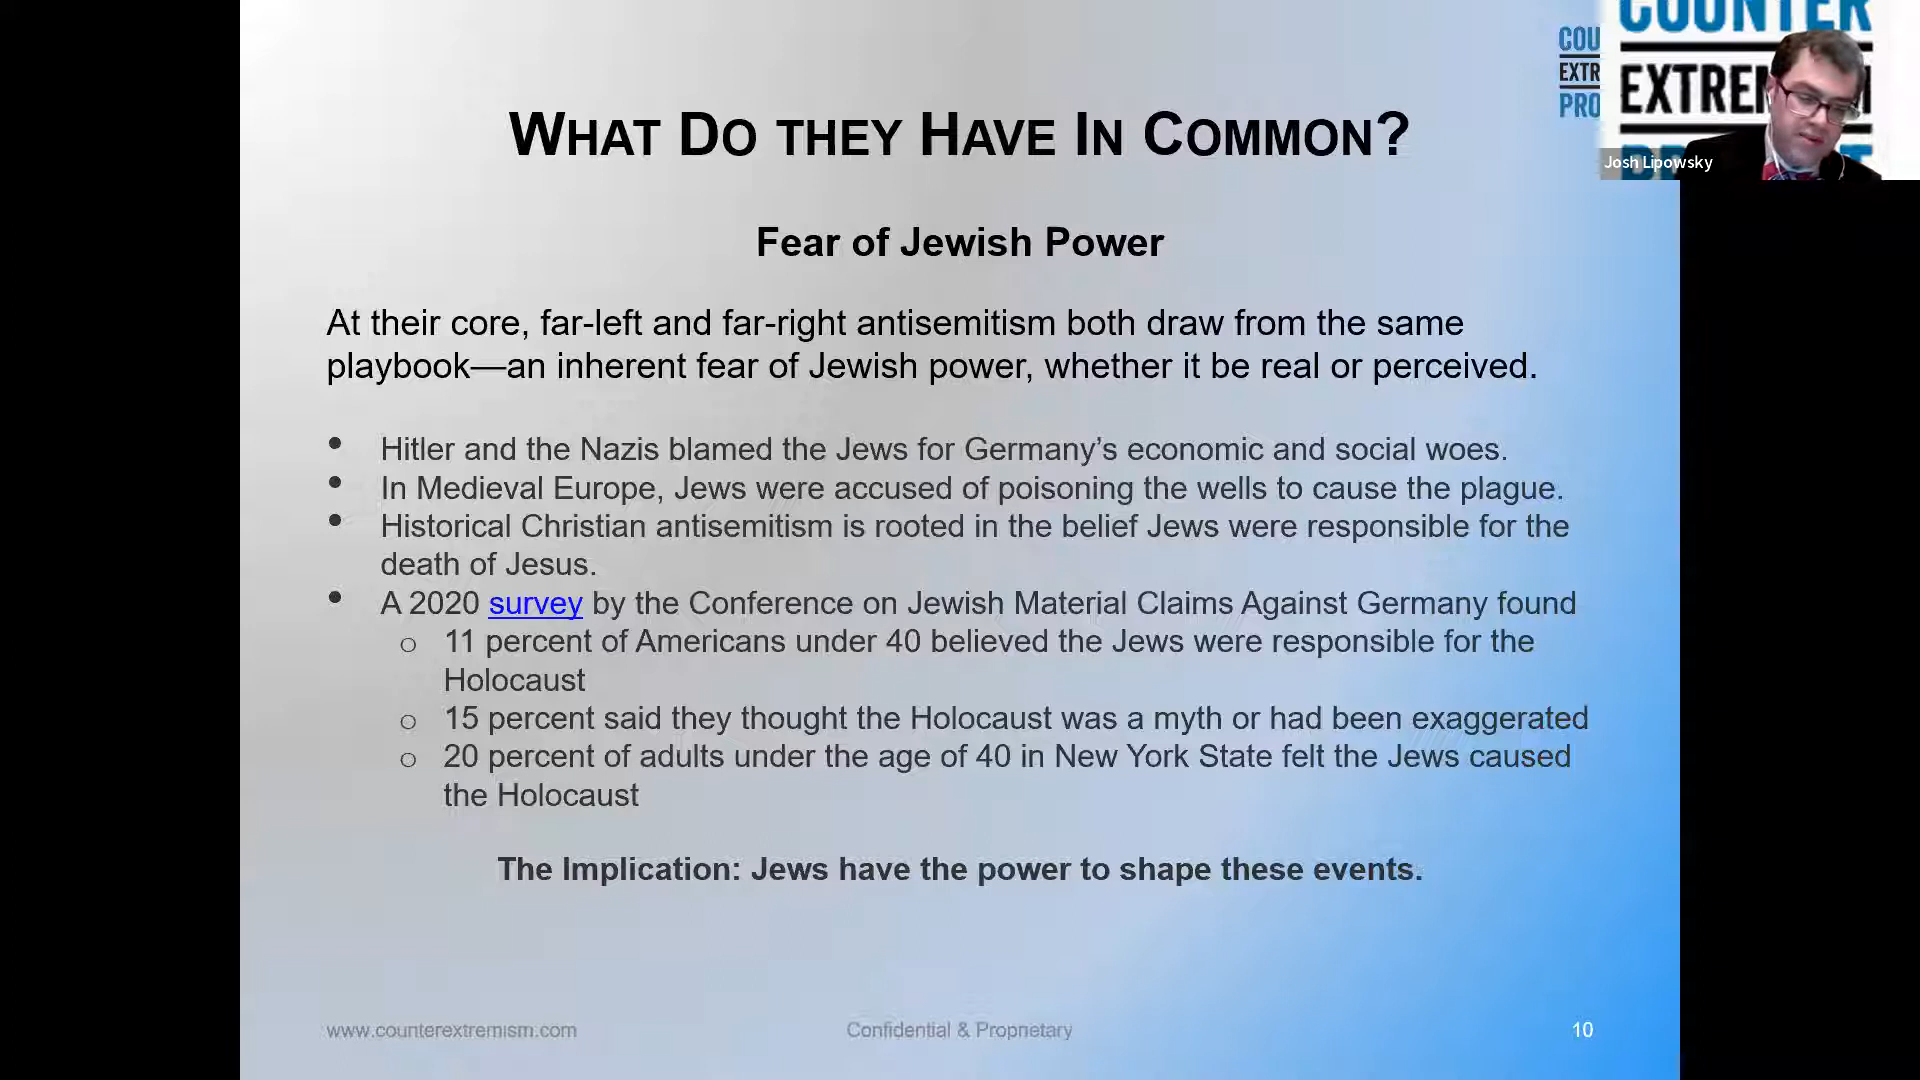 COUNTER
COU
EXTR
PRO
EXTREM
Josh Lipowsky
WHAT DO THEY HAVE IN COMMON?
Fear of Jewish Power
At their core, far-left and far-right antisemitism both draw from the same
playbook—an inherent fear of Jewish power, whether it be real or perceived.
• Hitler and the Nazis blamed the Jews for Germany’s economic and social woes.
• In Medieval Europe, Jews were accused of poisoning the wells to cause the plague.
• Historical Christian antisemitism is rooted in the belief Jews were responsible for the
death of Jesus.
• A 2020 survey by the Conference on Jewish Material Claims Against Germany found
o 11 percent of Americans under 40 believed the Jews were responsible for the
Holocaust
o 15 percent said they thought the Holocaust was a myth or had been exaggerated
o 20 percent of adults under the age of 40 in New York State felt the Jews caused
the Holocaust
The Implication: Jews have the power to shape these events.
www.counterextremism.com
Confidential & Proprietary
10